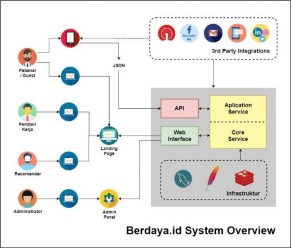 3rd Party Integrations
Pelamar
/ Guest
JSON
API
Aplication
Service
Pemberi
Kerja
Web
Interface
Core
Service
Landing
Page
Recomender
Infrastruktur
Administrator
Admin
Panel
Berdaya.id System Overview